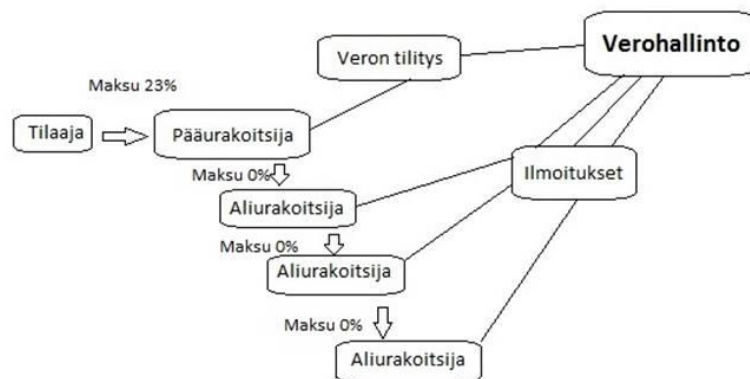 Verohallinto
Veron tilitys
Maksu 23%
Tilaaja
Pääurakoitsija
Maksu 0%
Ilmoitukset
Aliurakoitsija
Maksu 0%
Aliurakoitsija
Maksu 0%
Aliurakoitsija